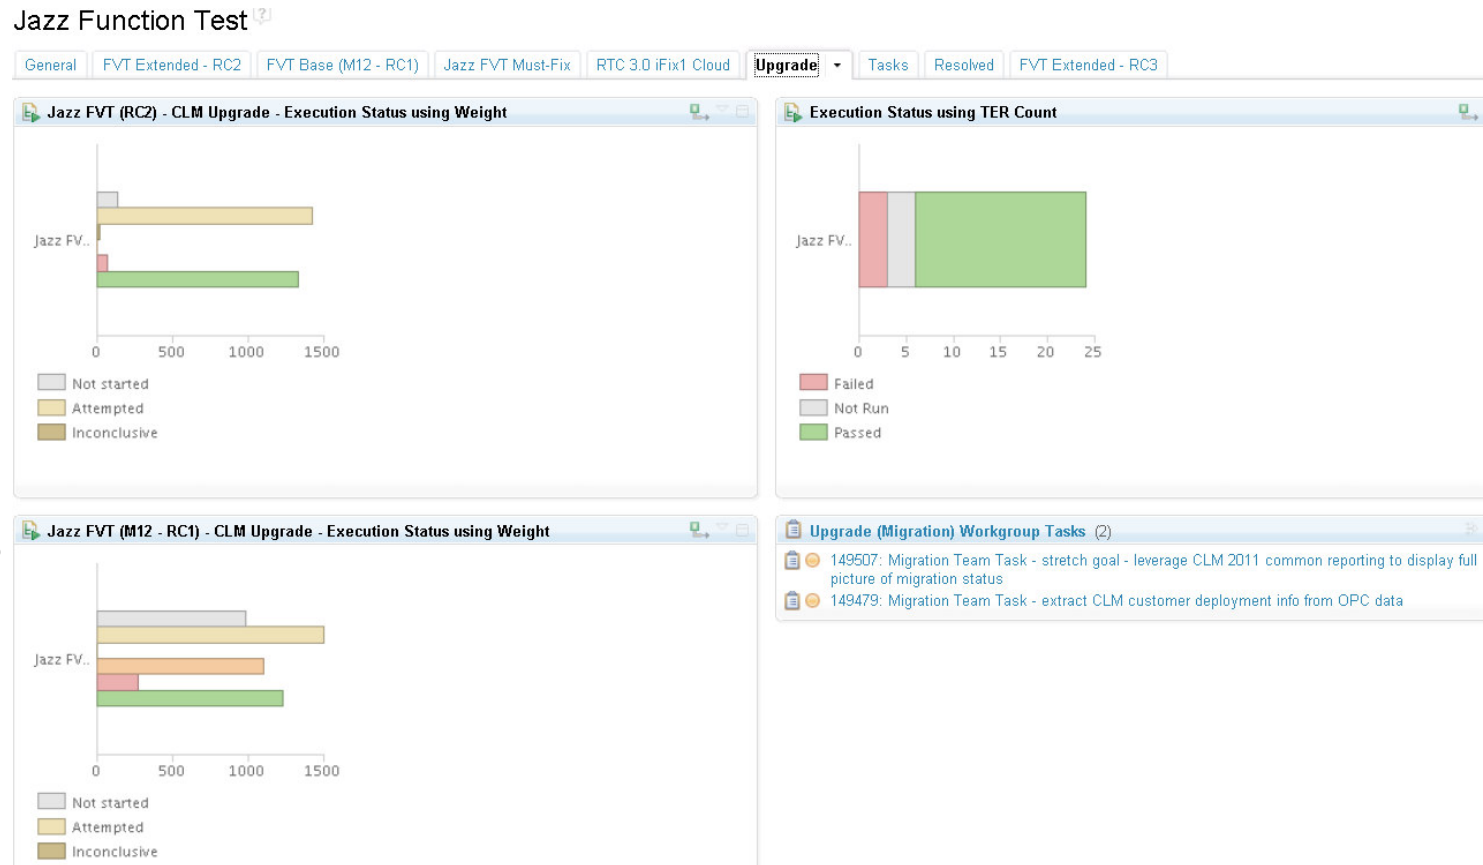 Jazz Function Test
?
General FVT Extended - RC2 FVT Base (M12 - RC1) Jazz FVT Must-Fix RTC 3.0 iFix1 Cloud Upgrade Tasks Resolved FVT Extended - RC3
Jazz FVT (RC2) - CLM Upgrade - Execution Status using Weight
Jazz FV..
0 500 1000 1500
Not started
Attempted
Inconclusive
Execution Status using TER Count
Jazz FV..
0 5 10 15 20 25
Failed
Not Run
Passed
Jazz FVT (M12 - RC1) - CLM Upgrade - Execution Status using Weight
Jazz FV..
0 500 1000 1500
Not started
Attempted
Inconclusive
Upgrade (Migration) Workgroup Tasks (2)
149507: Migration Team Task - stretch goal - leverage CLM 2011 common reporting to display full
picture of migration status
149479: Migration Team Task - extract CLM customer deployment info from OPC data